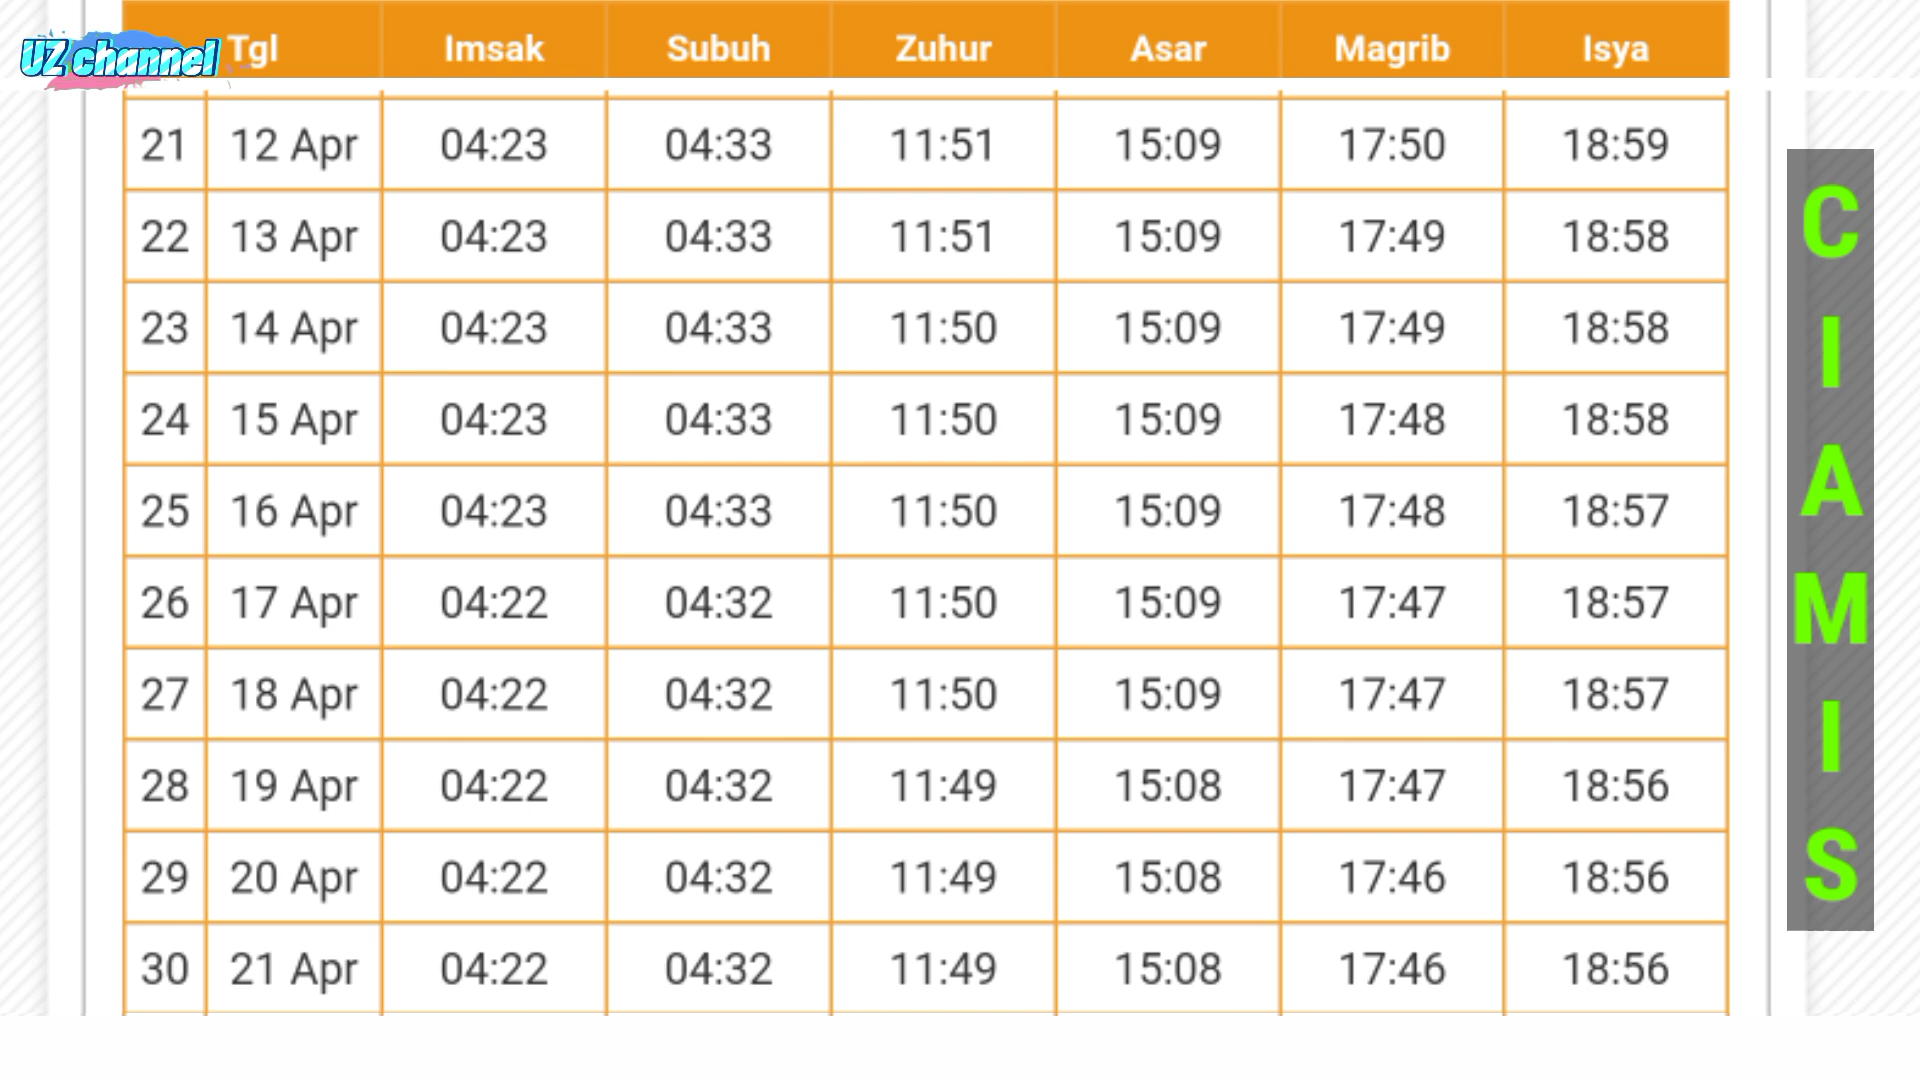 UZ channel
Tgl Imsak Subuh Zuhur Asar Magrib Isya
21 12 Apr 04:23 04:33 11:51 15:09 17:50 18:59
22 13 Apr 04:23 04:33 11:51 15:09 17:49 18:58
23 14 Apr 04:23 04:33 11:50 15:09 17:49 18:58
24 15 Apr 04:23 04:33 11:50 15:09 17:48 18:58
25 16 Apr 04:23 04:33 11:50 15:09 17:48 18:57
26 17 Apr 04:22 04:32 11:50 15:09 17:47 18:57
27 18 Apr 04:22 04:32 11:50 15:09 17:47 18:57
28 19 Apr 04:22 04:32 11:49 15:08 17:47 18:56
29 20 Apr 04:22 04:32 11:49 15:08 17:46 18:56
30 21 Apr 04:22 04:32 11:49 15:08 17:46 18:56
CIAMIS